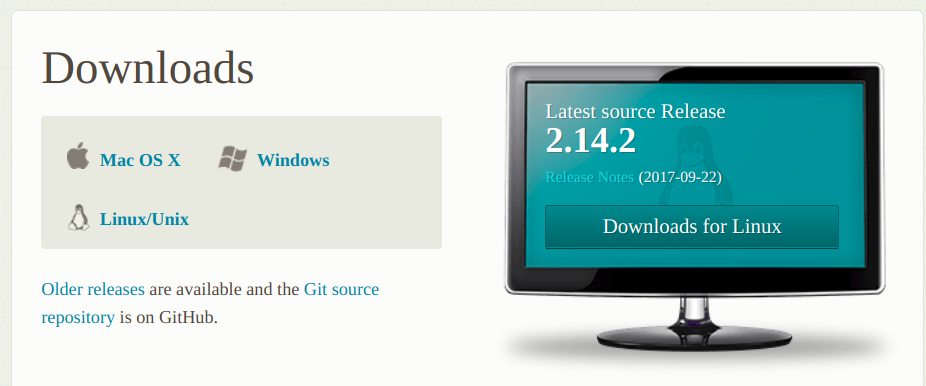 Downloads
Mac OS X
Windows
Linux/Unix
Older releases are available and the Git source
repository is on GitHub.
Latest source Release
2.14.2
Release Notes (2017-09-22)
Downloads for Linux